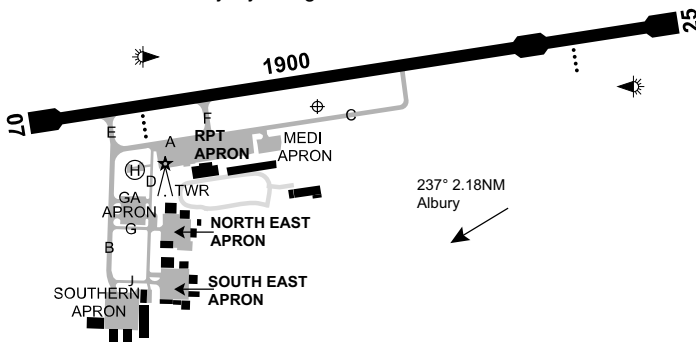 25
1900
07
E
F
C
A
RPT
APRON
MEDI
APRON
H
D
TWR
237° 2.18NM
Albury
GA
APRON
G
NORTH EAST
APRON
B
J
SOUTH EAST
APRON
SOUTHERN
APRON